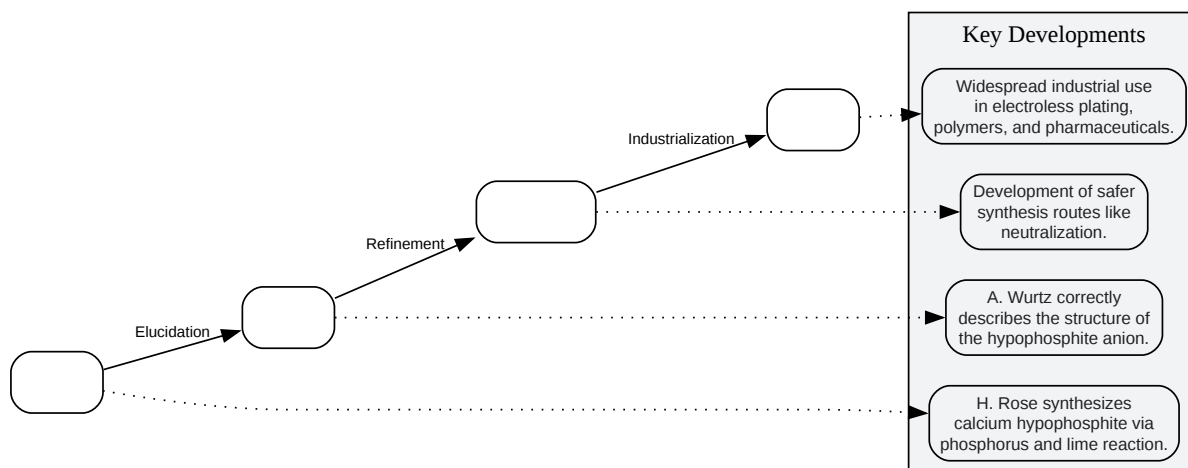 Key Developments
Widespread industrial use
in electroless plating,
polymers, and pharmaceuticals.
Industrialization
Development of safer
synthesis routes like
neutralization.
Refinement
A. Wurtz correctly
describes the structure of
the hypophosphite anion.
Elucidation
H. Rose synthesizes
calcium hypophosphite via
phosphorus and lime reaction.